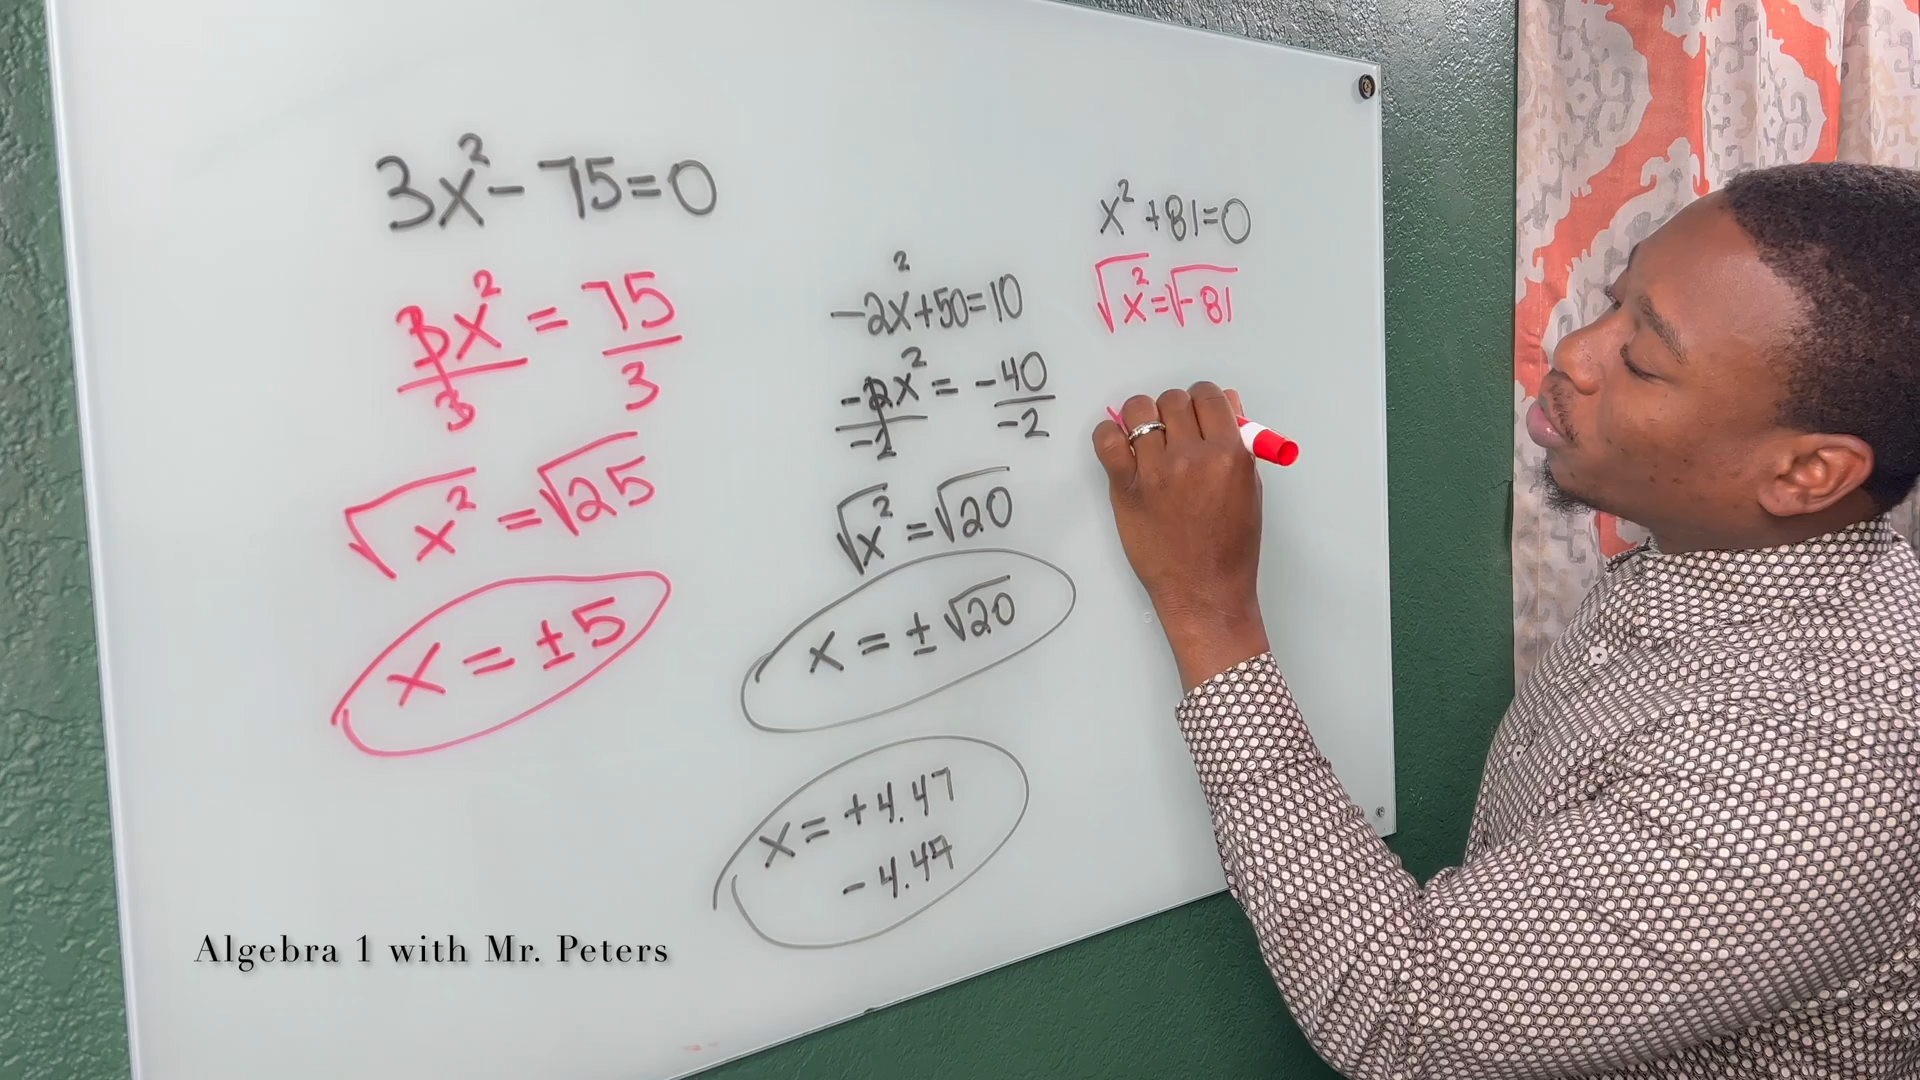 3x² - 75 = 0
3x² = 75
3 3
√x² = √25
x = ±5
-2x² + 50 = 10
-2x² = -40
-2 -2
√x² = √20
x = ±√20
x = +4.47
-4.47
x² + 81 = 0
√x² = √-81
Algebra 1 with Mr. Peters